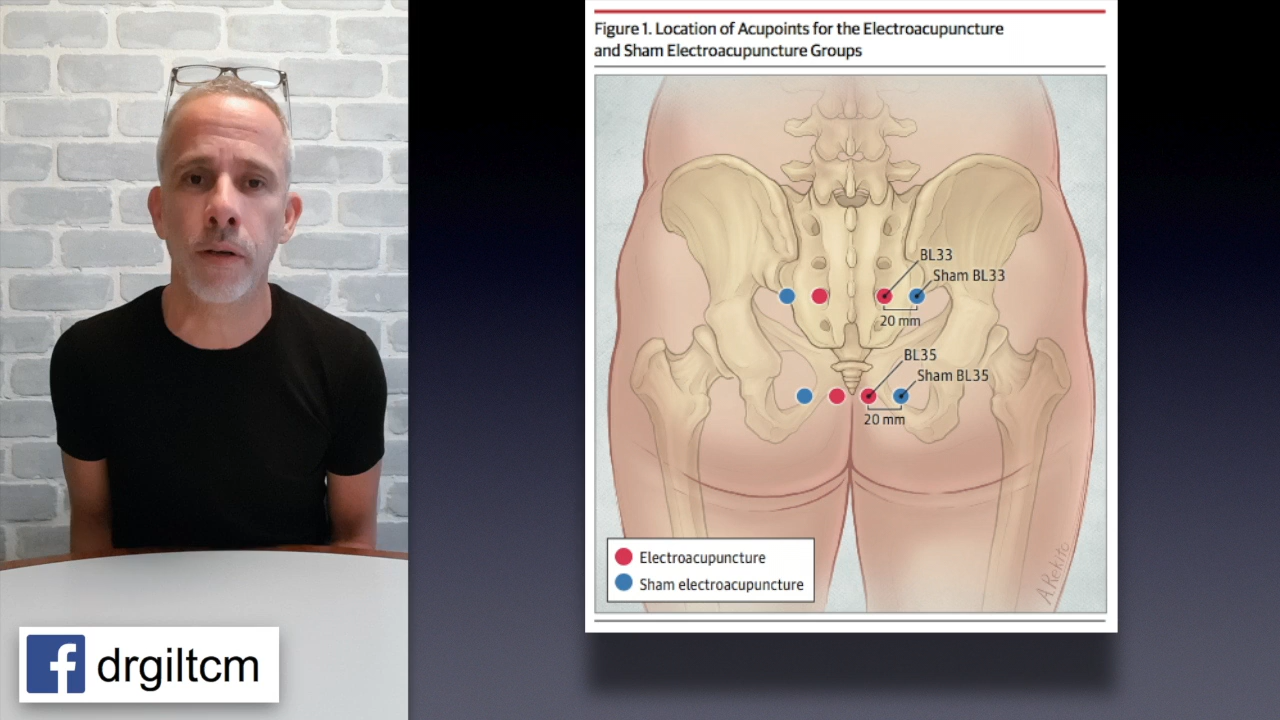 Figure 1. Location of Acupoints for the Electroacupuncture
and Sham Electroacupuncture Groups
BL33
Sham BL33
20 mm
BL35
Sham BL35
20 mm
Electroacupuncture
Sham electroacupuncture
A. Rekito
f drgiltcm